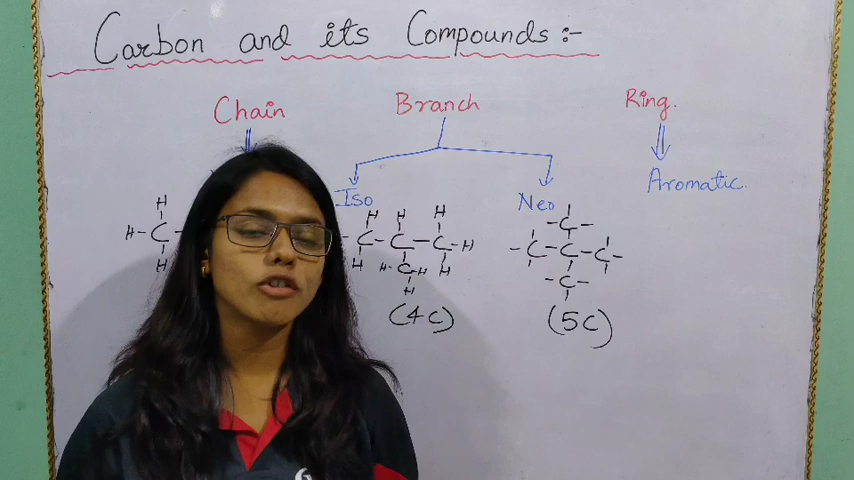 Carbon and its Compounds:-
Chain Branch Ring.
Iso Neo Aromatic.
H H H H
H-C- C-C-C-H
H H H-C-H H
H
-C-
-C-C-C-
-C-
(4C) (5C)